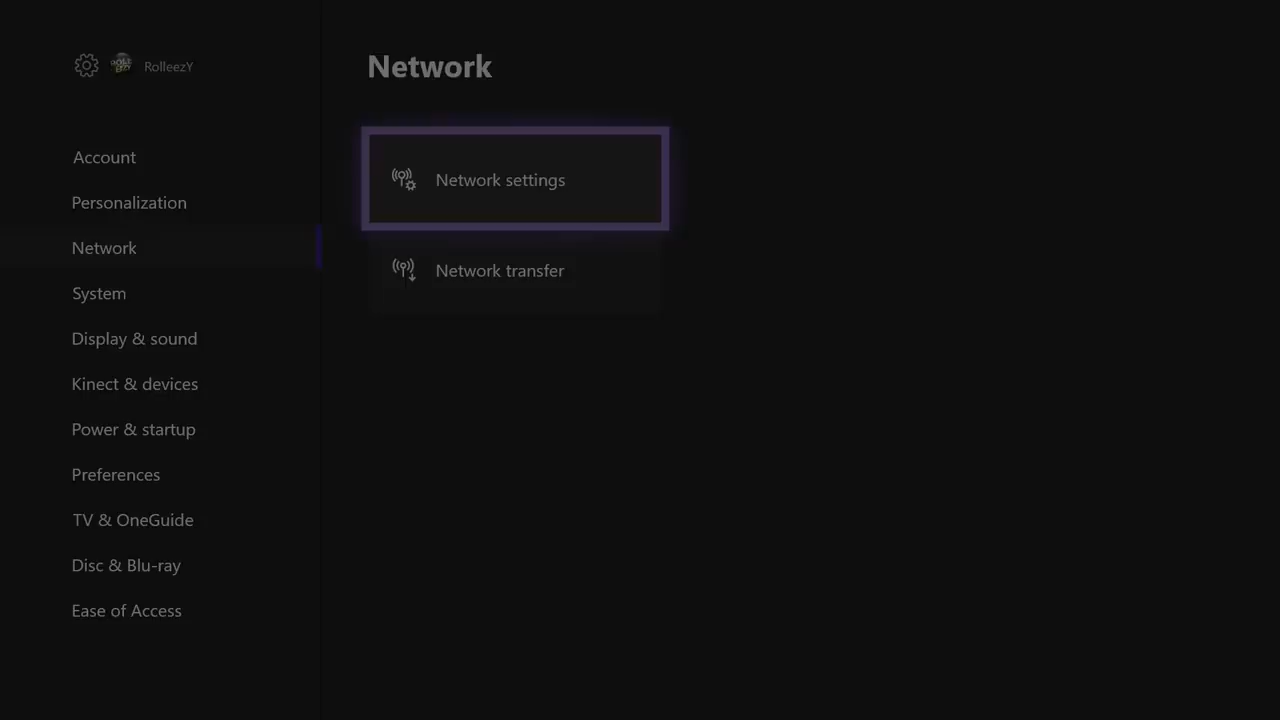 RolleezY
Network
Account
Personalization
Network
System
Display & sound
Kinect & devices
Power & startup
Preferences
TV & OneGuide
Disc & Blu-ray
Ease of Access
Network settings
Network transfer